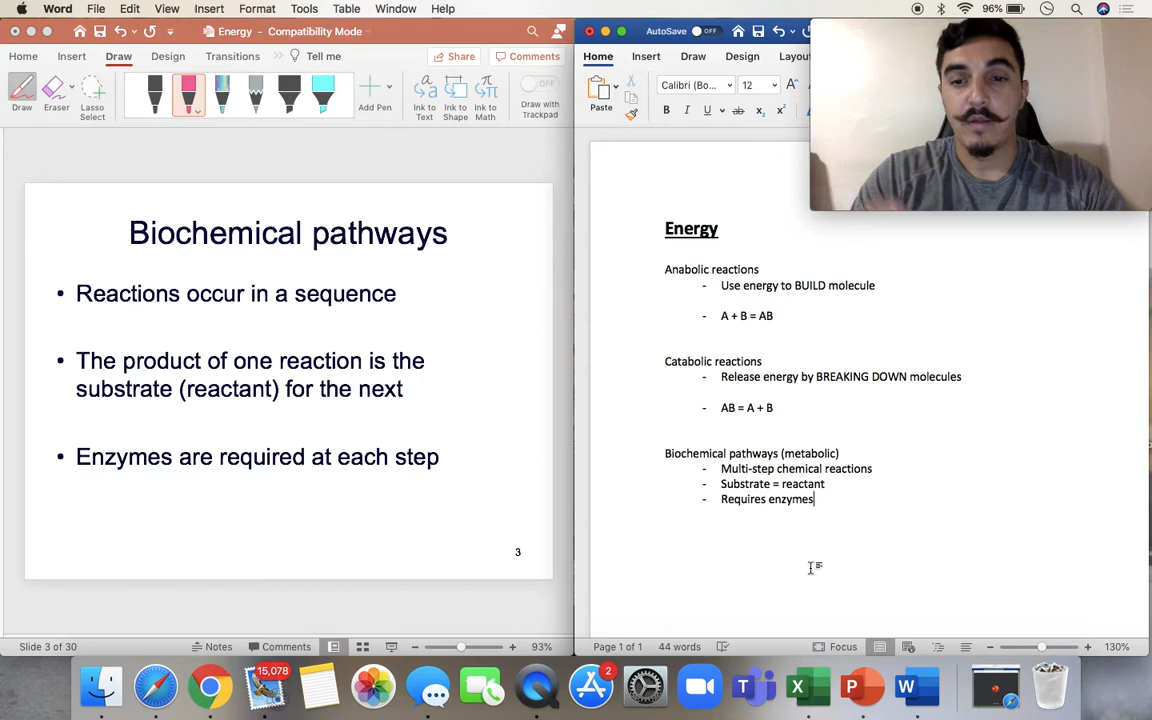 Word File Edit View Insert Format Tools Table Window Help 96%
Energy - Compatibility Mode
AutoSave OFF
Home Insert Draw Design Transitions Tell me Share Comments
Home Insert Draw Design Layou
Draw Eraser Lasso Select Add Pen Ink to Text Ink to Shape Ink to Math OFF Draw with Trackpad
Paste Calibri (Bo... 12 A
B I U ab x₂ x²
Biochemical pathways
• Reactions occur in a sequence
• The product of one reaction is the
substrate (reactant) for the next
• Enzymes are required at each step
3
Energy
Anabolic reactions
- Use energy to BUILD molecule
- A + B = AB
Catabolic reactions
- Release energy by BREAKING DOWN molecules
- AB = A + B
Biochemical pathways (metabolic)
- Multi-step chemical reactions
- Substrate = reactant
- Requires enzymes
Slide 3 of 30 Notes Comments 93%
Page 1 of 1 44 words Focus 130%
15,078
2